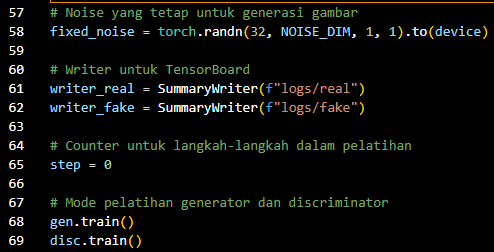 57 # Noise yang tetap untuk generasi gambar
58 fixed_noise = torch.randn(32, NOISE_DIM, 1, 1).to(device)
59
60 # Writer untuk TensorBoard
61 writer_real = SummaryWriter(f"logs/real")
62 writer_fake = SummaryWriter(f"logs/fake")
63
64 # Counter untuk langkah-langkah dalam pelatihan
65 step = 0
66
67 # Mode pelatihan generator dan discriminator
68 gen.train()
69 disc.train()